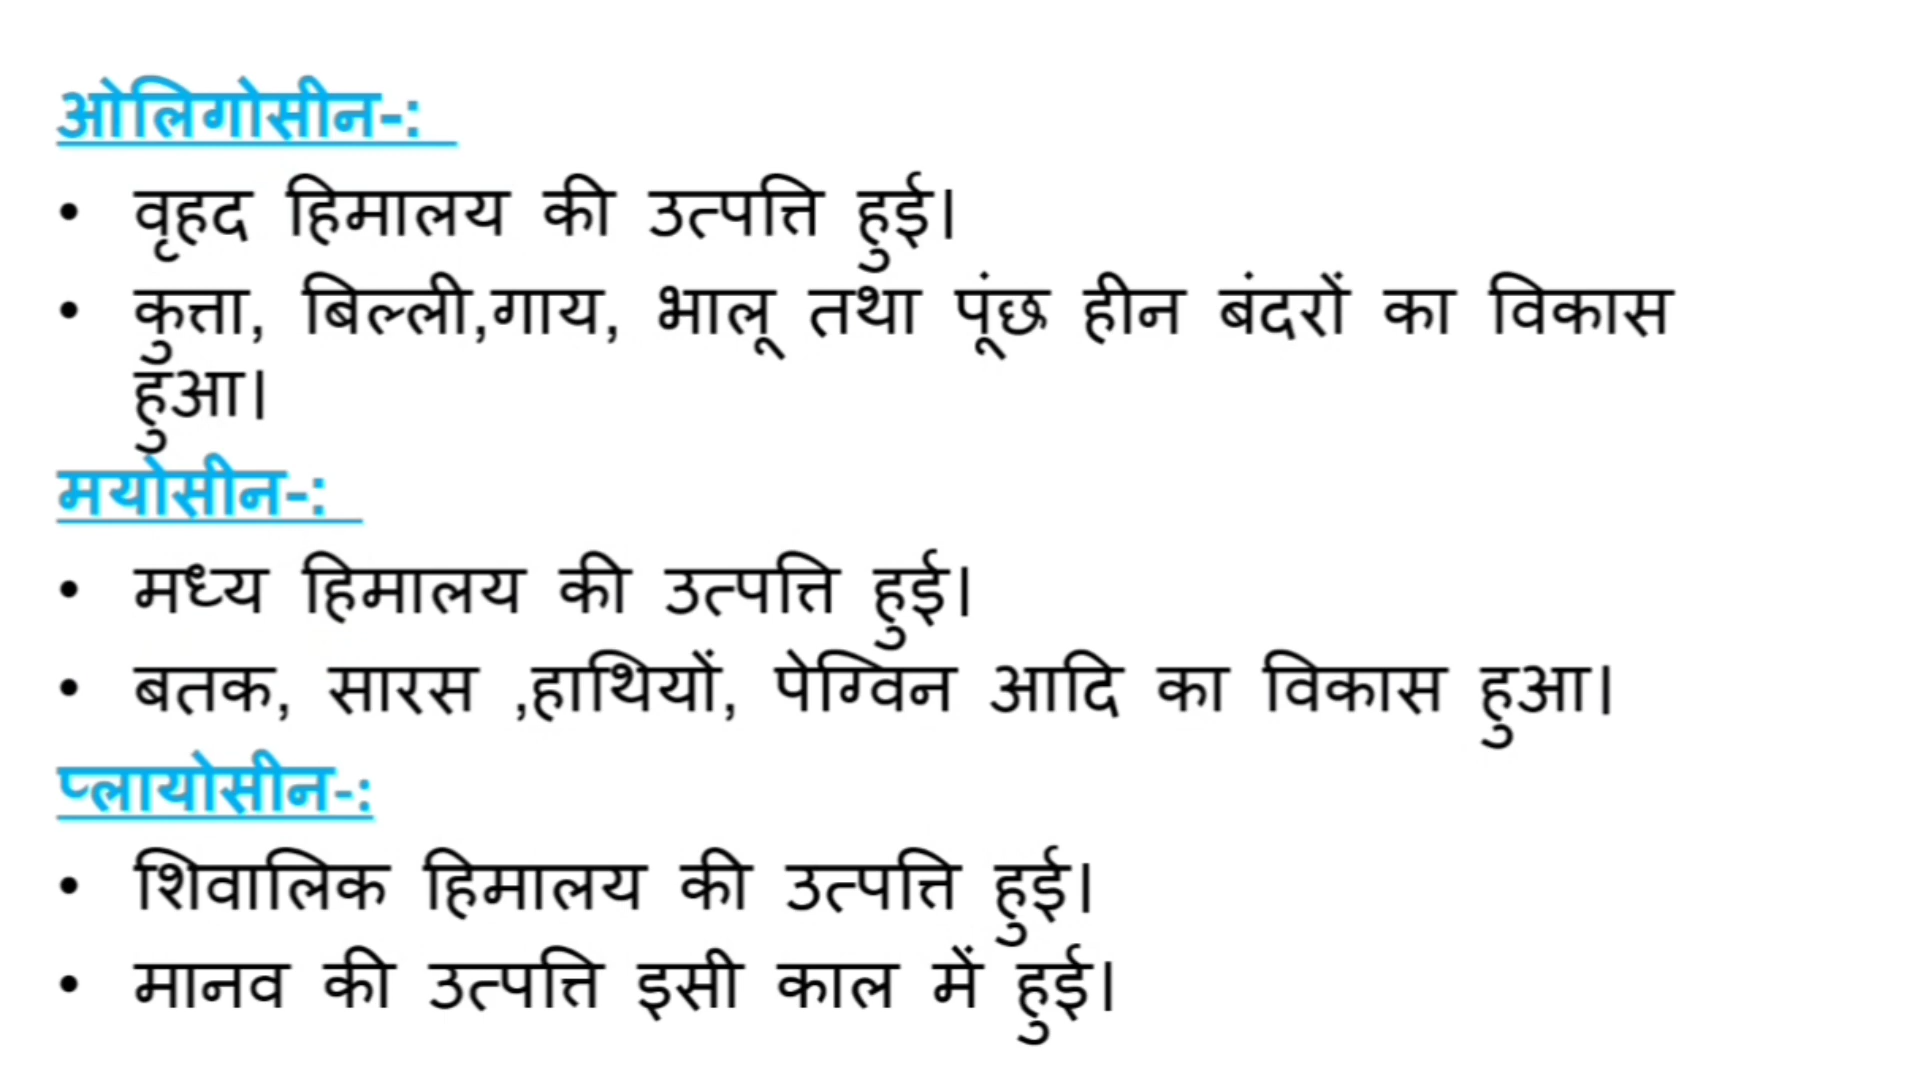 ओलिगोसीन-:
• वृहद हिमालय की उत्पत्ति हुई।
• कुत्ता, बिल्ली,गाय, भालू तथा पूंछ हीन बंदरों का विकास
हुआ।
मयोसीन-:
• मध्य हिमालय की उत्पत्ति हुई।
• बतक, सारस ,हाथियों, पेग्विन आदि का विकास हुआ।
प्लायोसीन-:
• शिवालिक हिमालय की उत्पत्ति हुई।
• मानव की उत्पत्ति इसी काल में हुई।